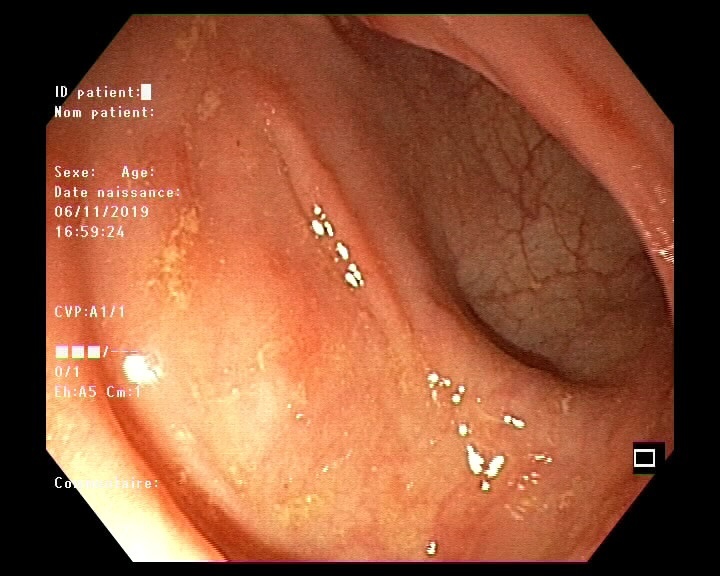 ID patient:
Nom patient:
Sexe: Age:
Date naissance:
06/11/2019
16:59:24
CVP:A1/1
0/1
Eh:A5 Cm:1
Commentaire: